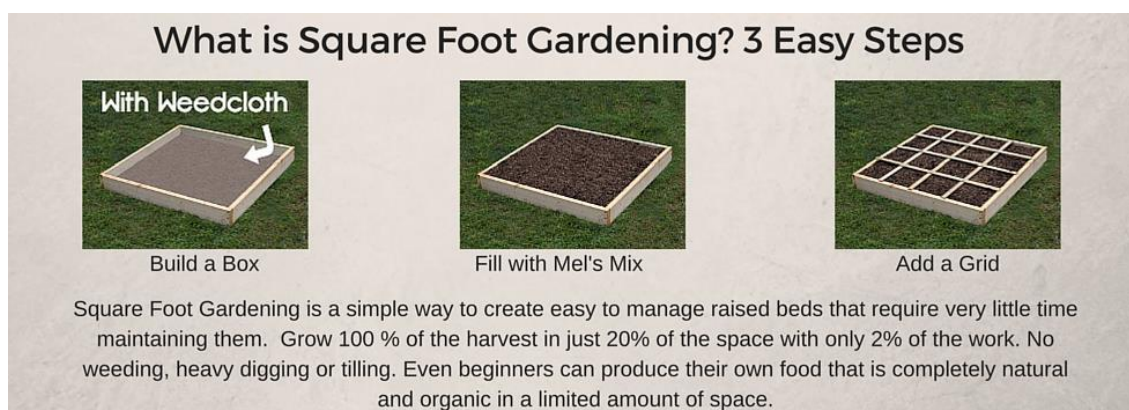 What is Square Foot Gardening? 3 Easy Steps
With Weedcloth
Build a Box
Fill with Mel's Mix
Add a Grid
Square Foot Gardening is a simple way to create easy to manage raised beds that require very little time
maintaining them.  Grow 100 % of the harvest in just 20% of the space with only 2% of the work. No
weeding, heavy digging or tilling. Even beginners can produce their own food that is completely natural
and organic in a limited amount of space.